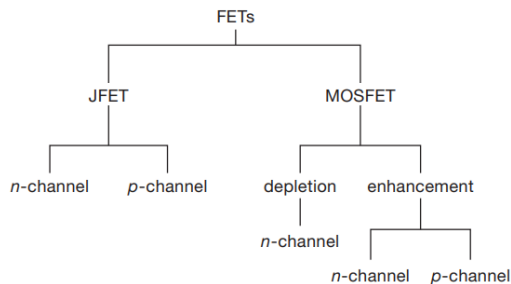 FETs
JFET MOSFET
n-channel p-channel depletion enhancement
n-channel
n-channel p-channel